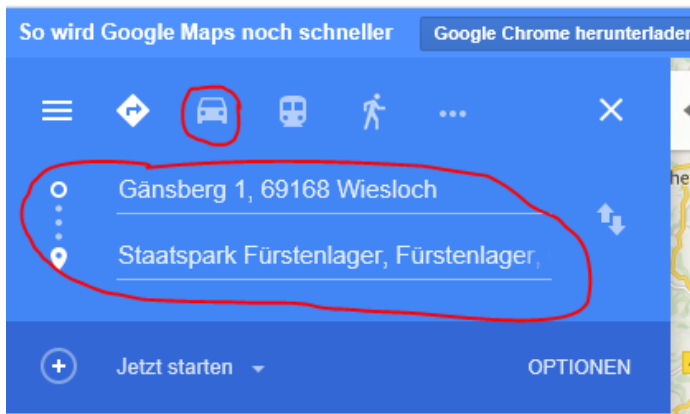 So wird Google Maps noch schneller
Google Chrome herunterladen
Gänsberg 1, 69168 Wiesloch
Staatspark Fürstenlager, Fürstenlager,
Jetzt starten
OPTIONEN